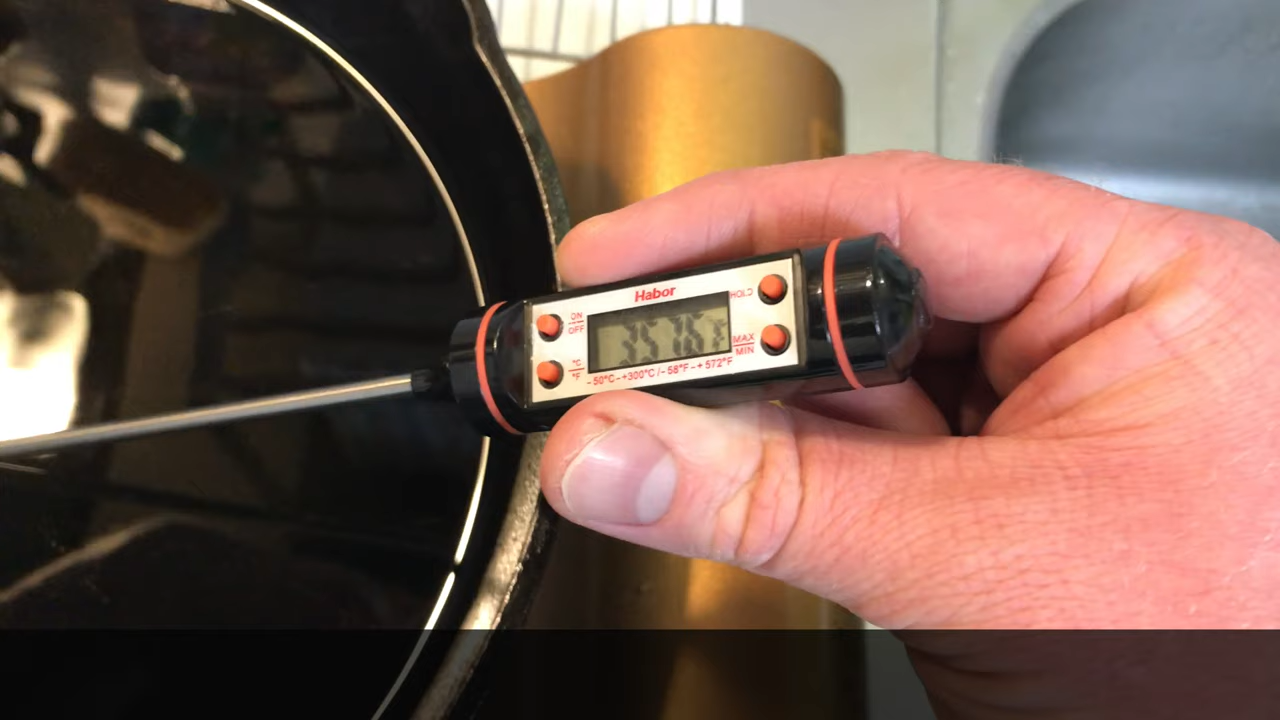 Habor
ON
OFF
HOLD
°C
°F
MAX
MIN
-50°C-+300°C/-58°F-+572°F